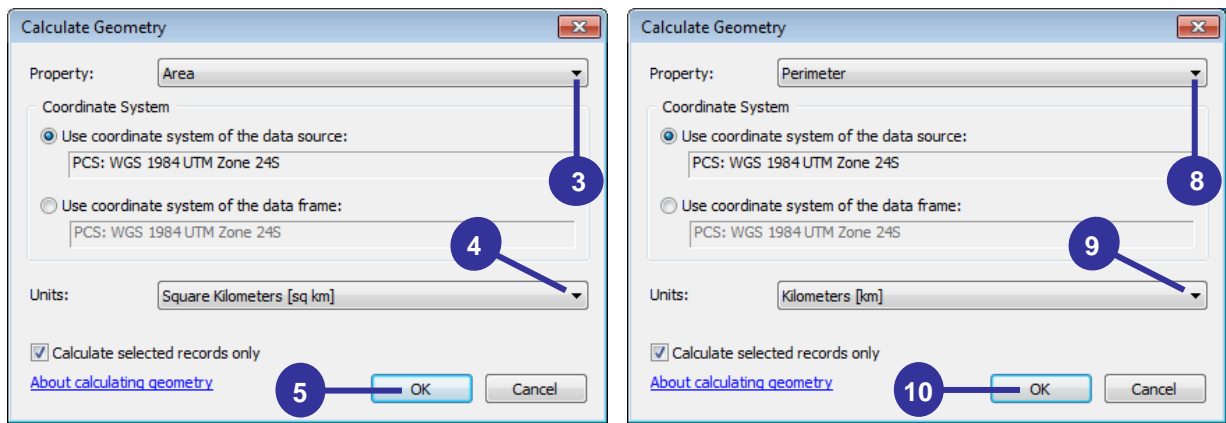 Calculate Geometry
Property: Area
3
Coordinate System
Use coordinate system of the data source:
PCS: WGS 1984 UTM Zone 24S
Use coordinate system of the data frame:
PCS: WGS 1984 UTM Zone 24S
4
Units: Square Kilometers [sq km]
Calculate selected records only
About calculating geometry
5
OK Cancel
Calculate Geometry
Property: Perimeter
8
Coordinate System
Use coordinate system of the data source:
PCS: WGS 1984 UTM Zone 24S
Use coordinate system of the data frame:
PCS: WGS 1984 UTM Zone 24S
9
Units: Kilometers [km]
Calculate selected records only
About calculating geometry
10
OK Cancel